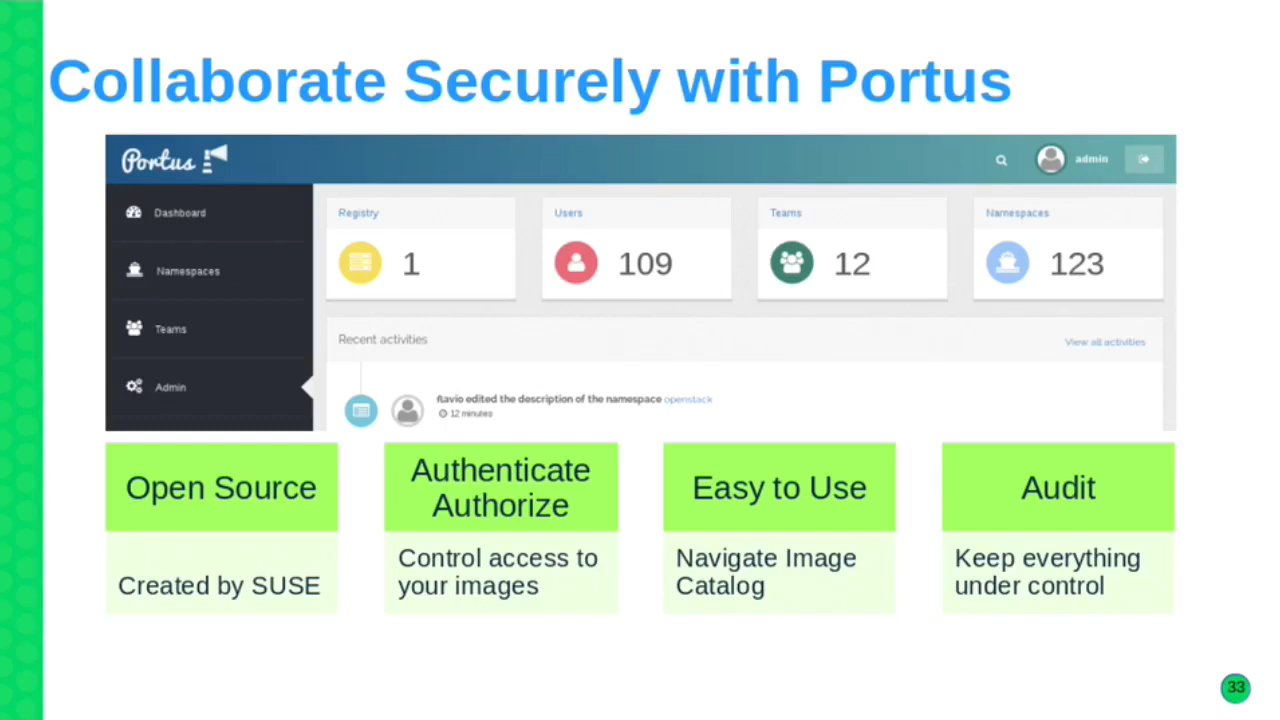 Collaborate Securely with Portus
Portus
admin
Dashboard
Namespaces
Teams
Admin
Registry
1
Users
109
Teams
12
Namespaces
123
Recent activities
View all activities
flavio edited the description of the namespace openstack
12 minutes
Open Source
Created by SUSE
Authenticate
Authorize
Control access to
your images
Easy to Use
Navigate Image
Catalog
Audit
Keep everything
under control
33